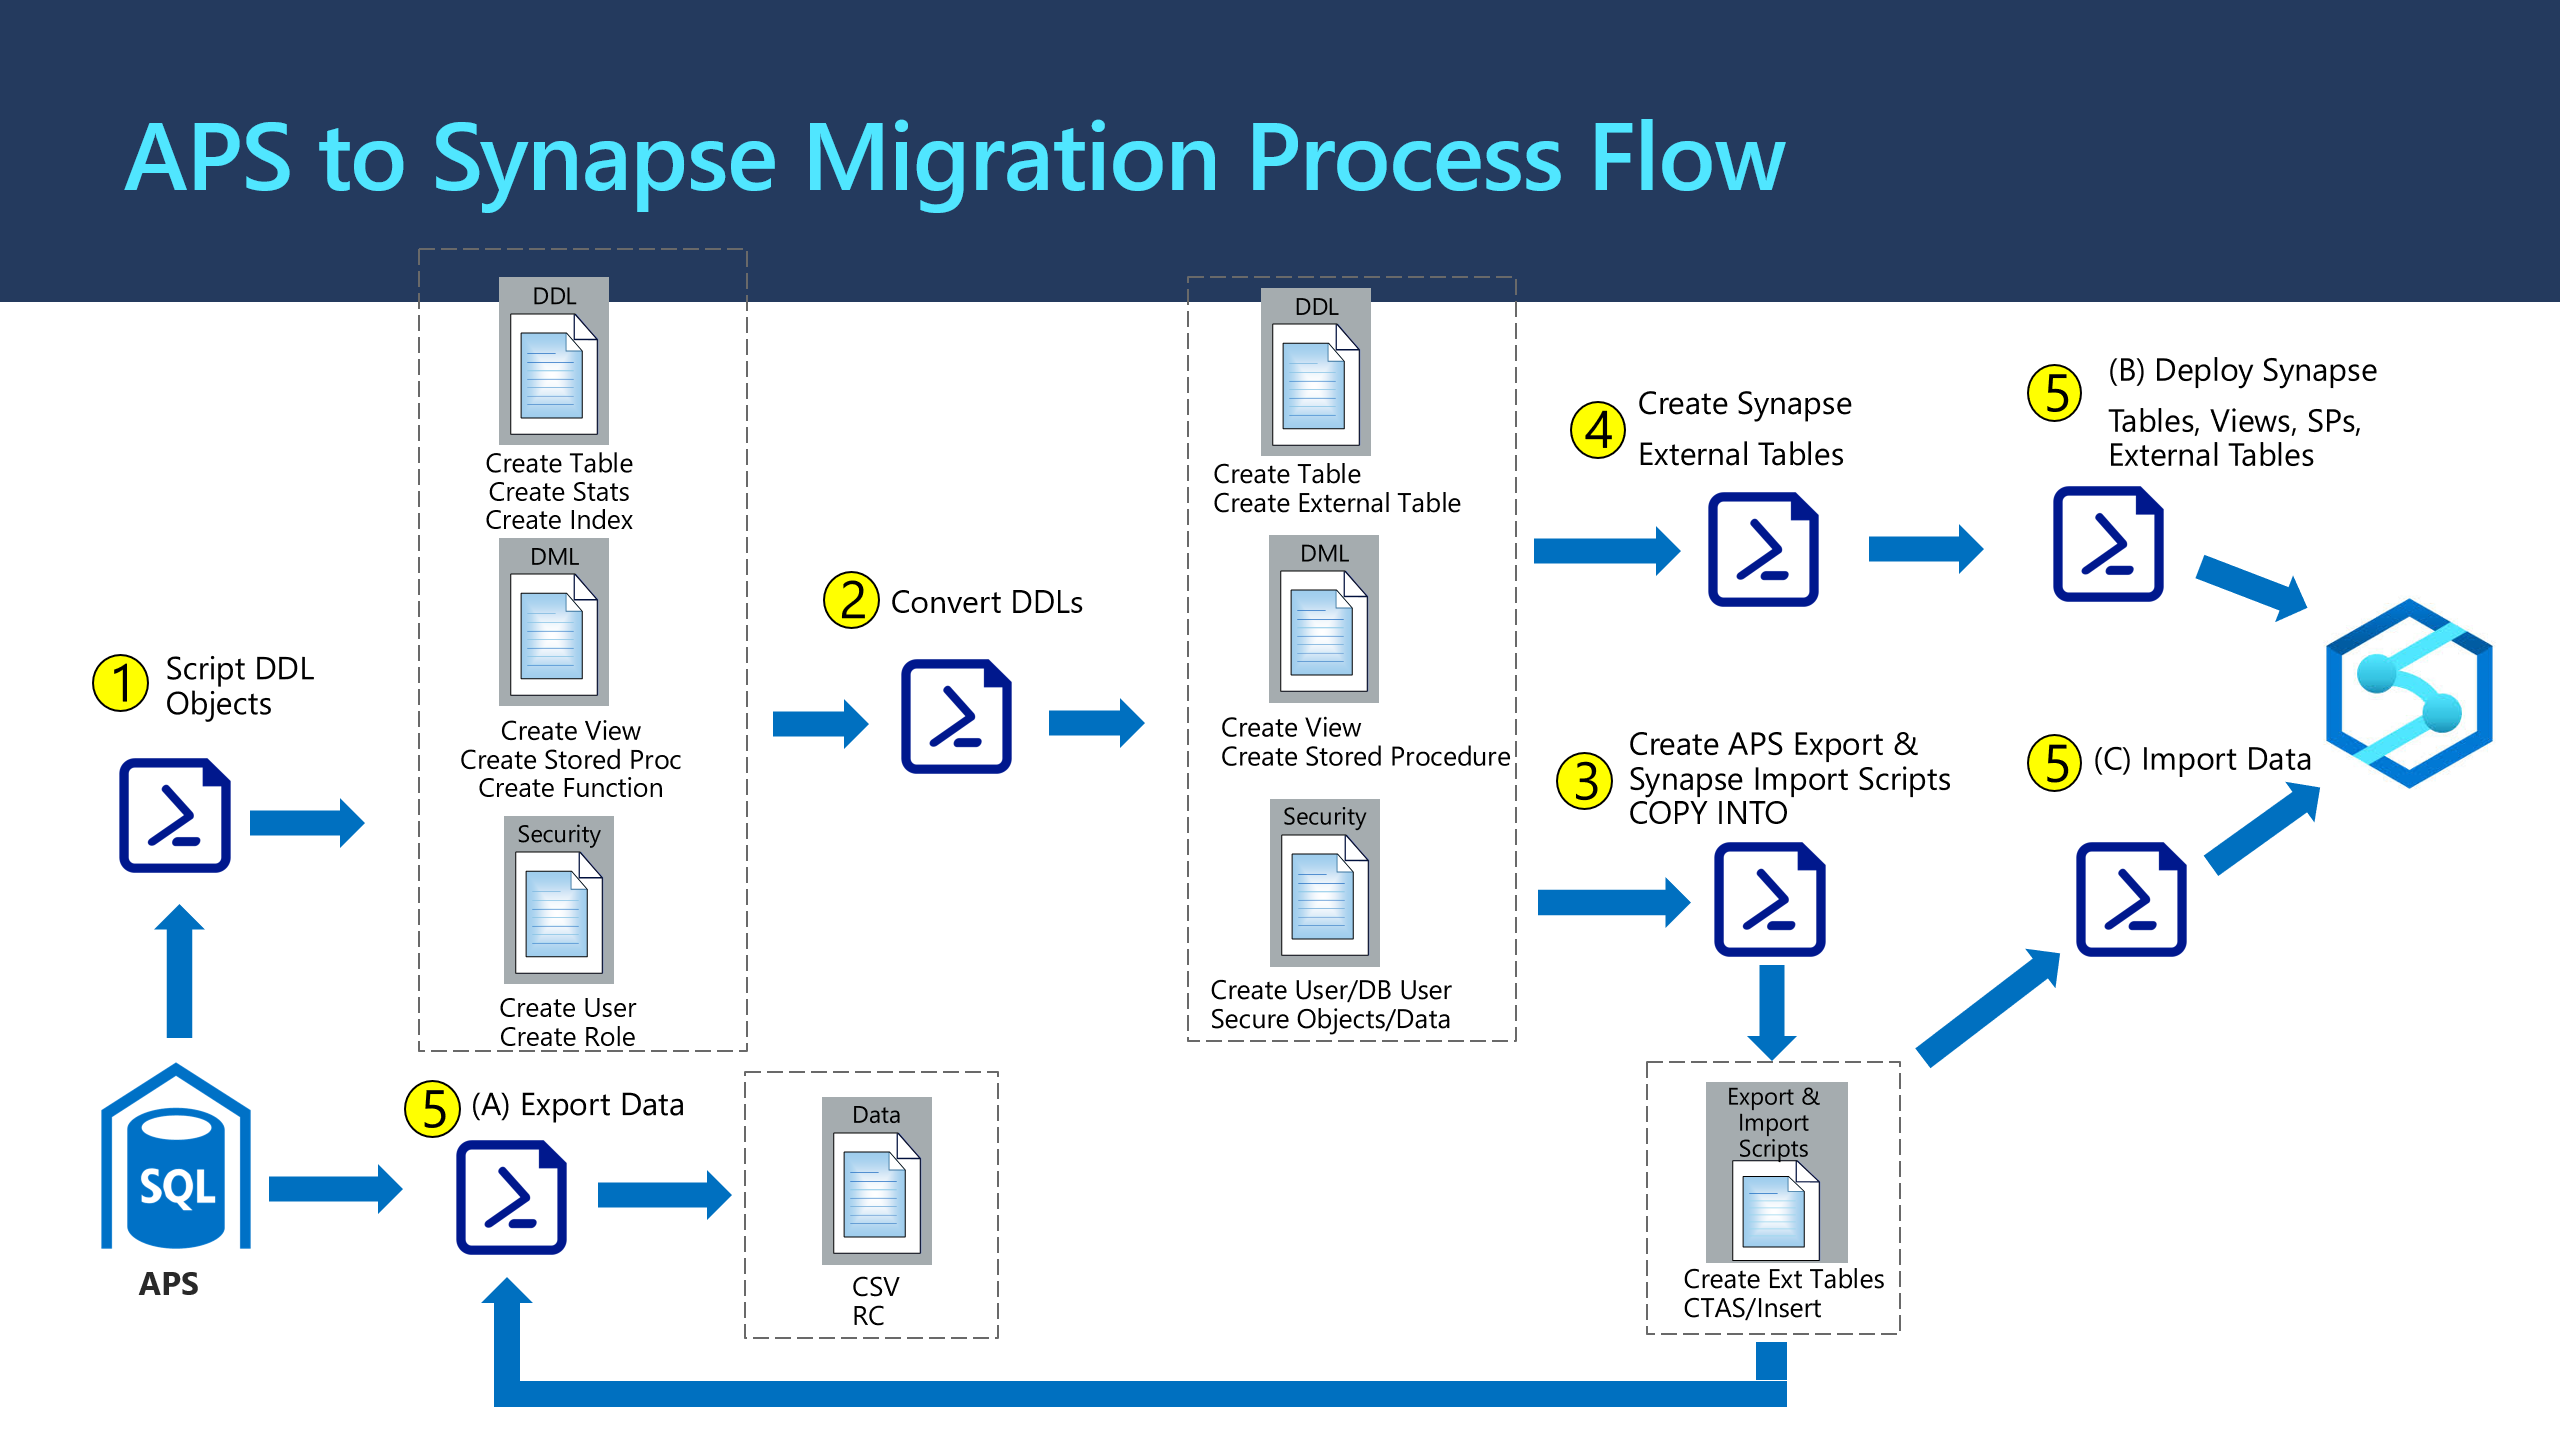 APS to Synapse Migration Process Flow
1
Script DDL
Objects
DDL
Create Table
Create Stats
Create Index
DML
Create View
Create Stored Proc
Create Function
Security
Create User
Create Role
2
Convert DDLs
DDL
Create Table
Create External Table
DML
Create View
Create Stored Procedure
Security
Create User/DB User
Secure Objects/Data
4
Create Synapse
External Tables
5
(B) Deploy Synapse
Tables, Views, SPs,
External Tables
3
Create APS Export &
Synapse Import Scripts
COPY INTO
5
(C) Import Data
SQL
APS
5
(A) Export Data
Data
CSV
RC
Export &
Import
Scripts
Create Ext Tables
CTAS/Insert